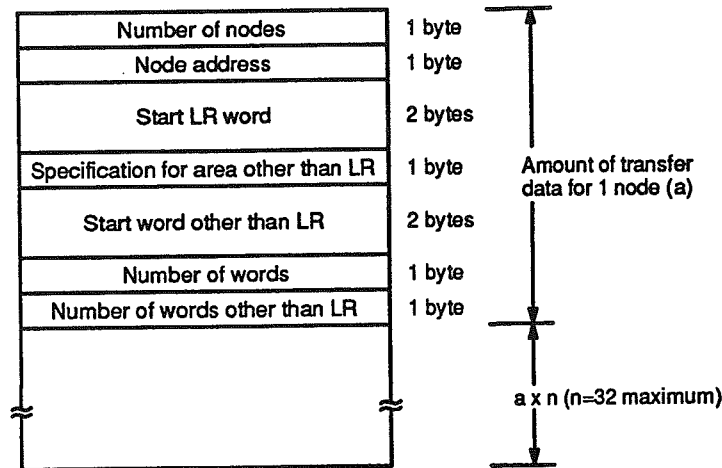 Number of nodes 1 byte
Node address 1 byte
Start LR word 2 bytes
Specification for area other than LR 1 byte
Amount of transfer
data for 1 node (a)
Start word other than LR 2 bytes
Number of words 1 byte
Number of words other than LR 1 byte
a x n (n=32 maximum)